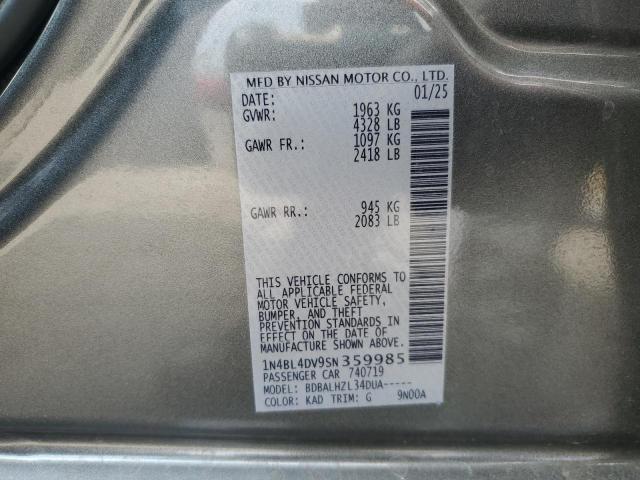 MFD BY NISSAN MOTOR CO., LTD.
DATE: 01/25
GVWR: 1963 KG
4328 LB
GAWR FR.: 1097 KG
2418 LB
GAWR RR.: 945 KG
2083 LB
THIS VEHICLE CONFORMS TO
ALL APPLICABLE FEDERAL
MOTOR VEHICLE SAFETY,
BUMPER, AND THEFT
PREVENTION STANDARDS IN
EFFECT ON THE DATE OF
MANUFACTURE SHOWN ABOVE.
1N4BL4DV9SN359985
PASSENGER CAR 740719
MODEL: BDBALHZL34DUA-----
COLOR: KAD TRIM: G 9N00A